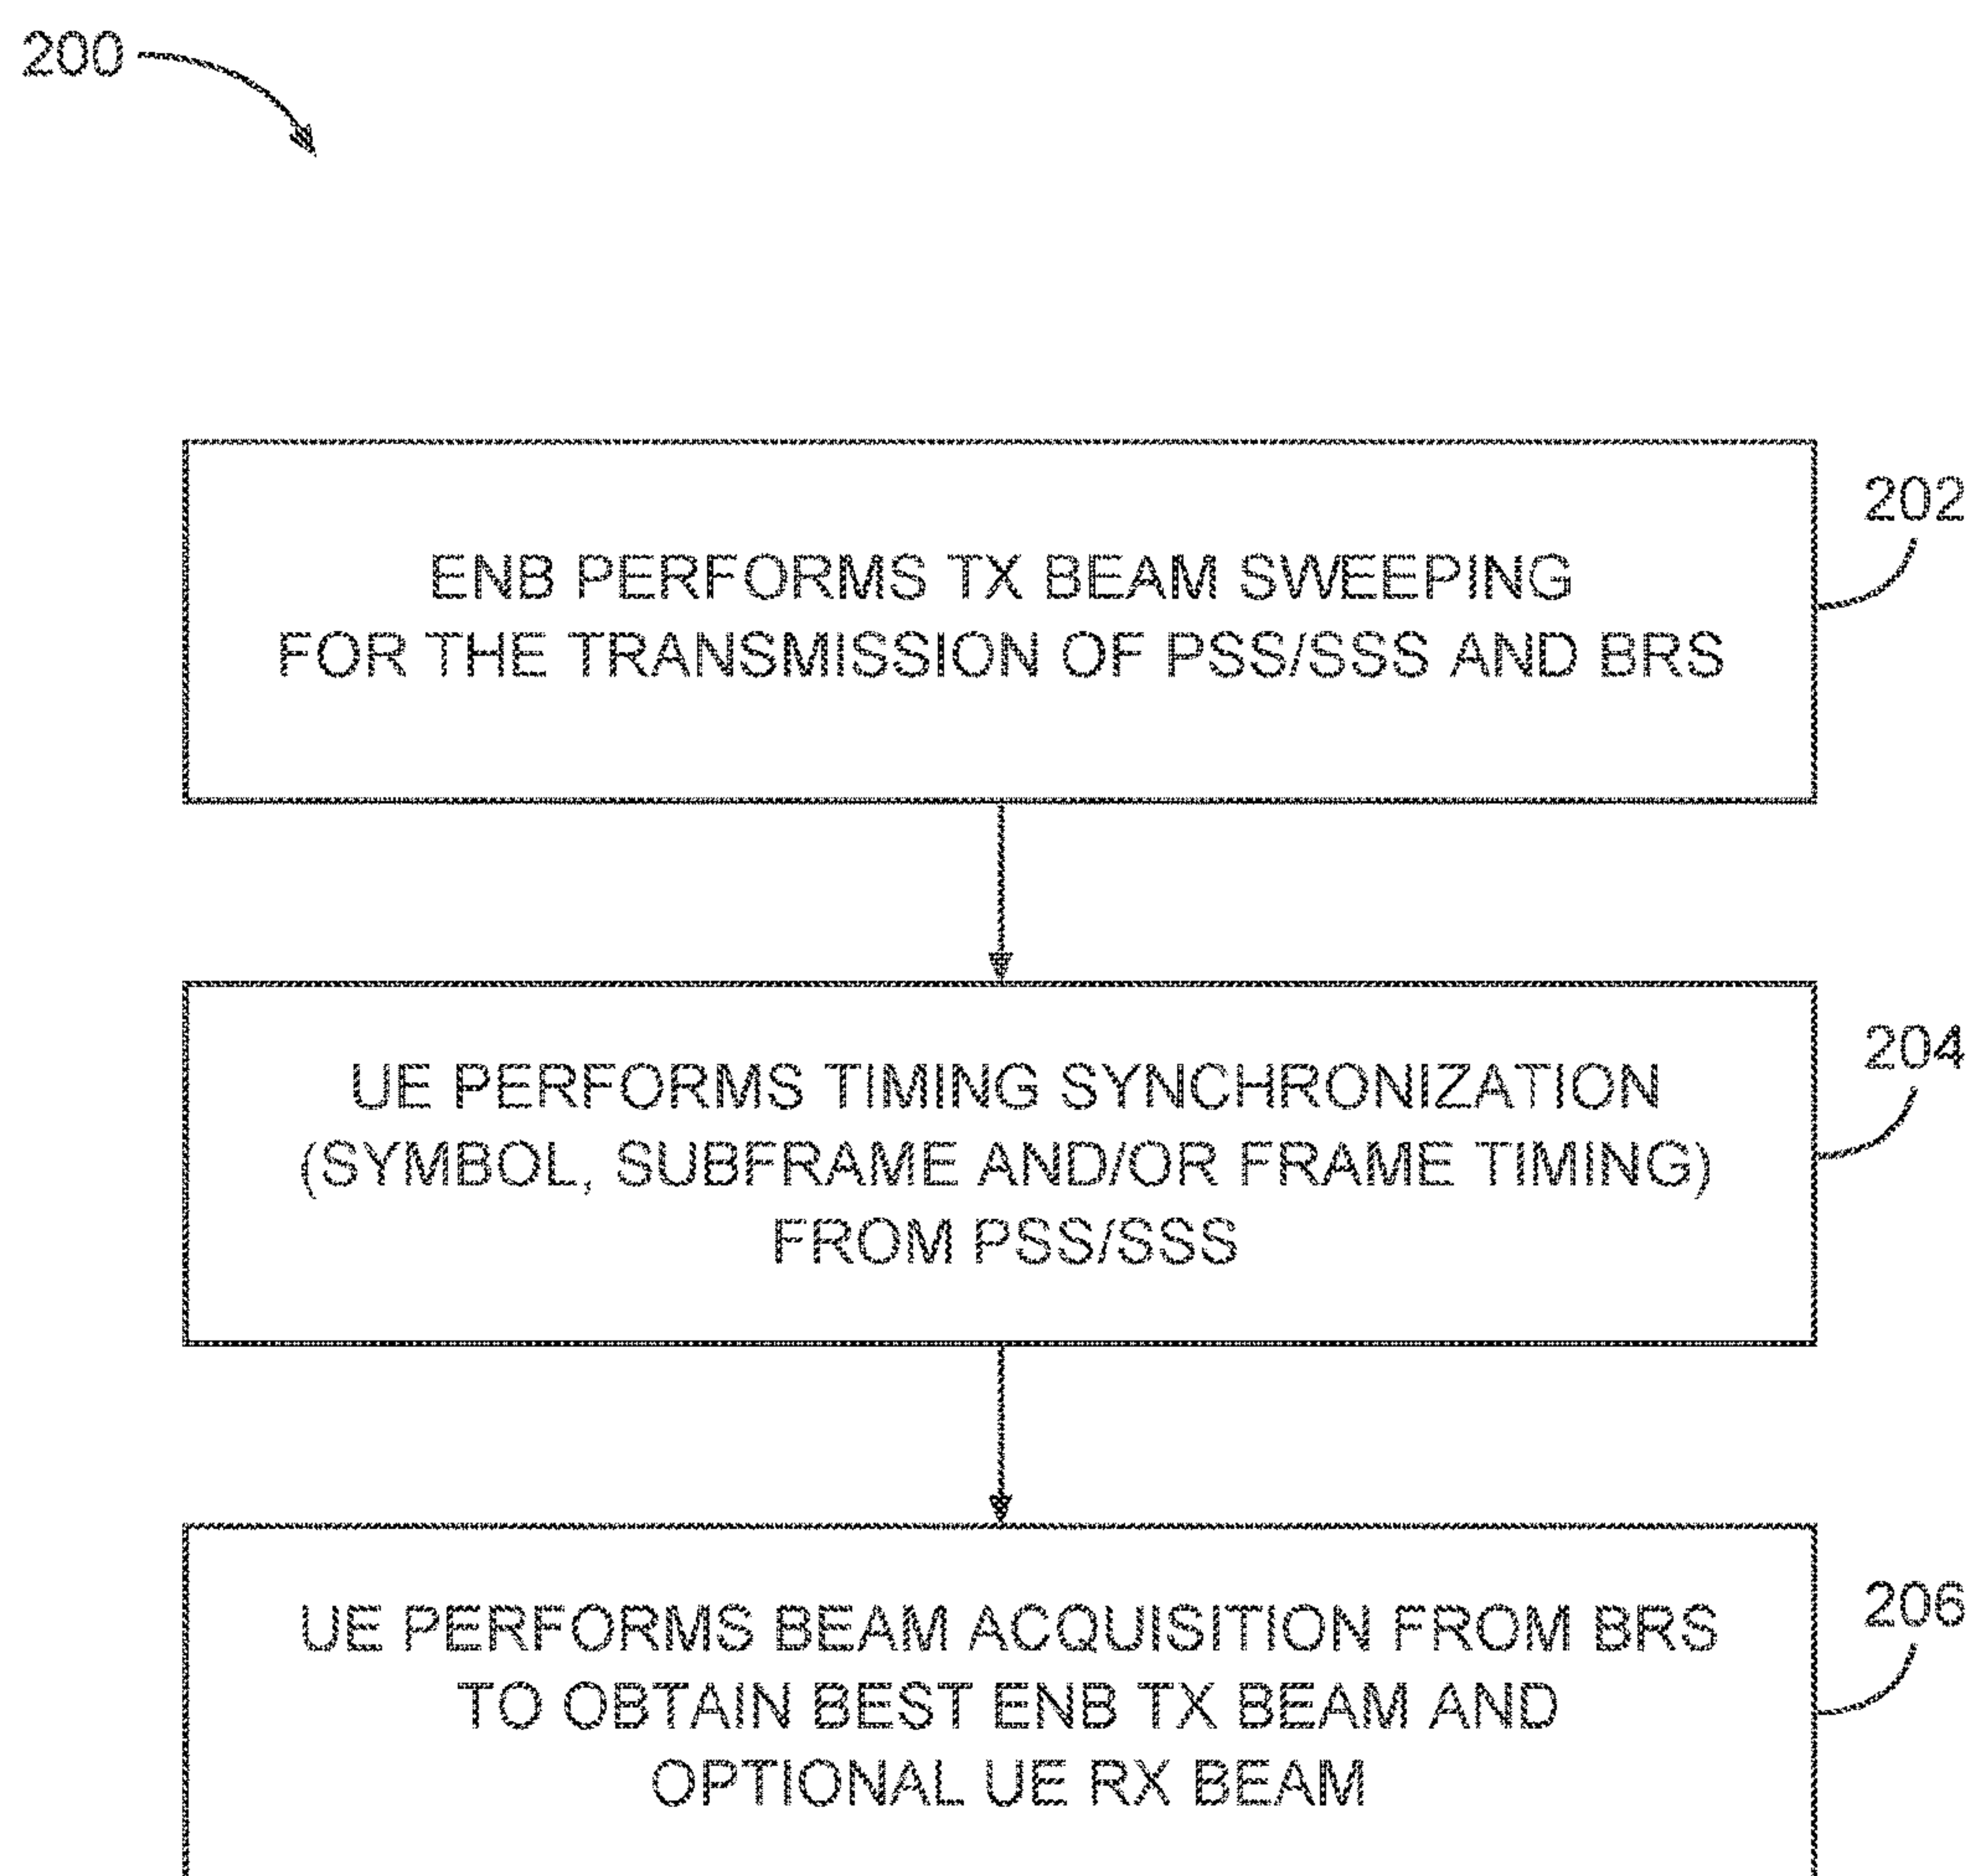 200
202
ENB PERFORMS TX BEAM SWEEPING
FOR THE TRANSMISSION OF PSS/SSS AND BRS
204
UE PERFORMS TIMING SYNCHRONIZATION
(SYMBOL, SUBFRAME AND/OR FRAME TIMING)
FROM PSS/SSS
206
UE PERFORMS BEAM ACQUISITION FROM BRS
TO OBTAIN BEST ENB TX BEAM AND
OPTIONAL UE RX BEAM